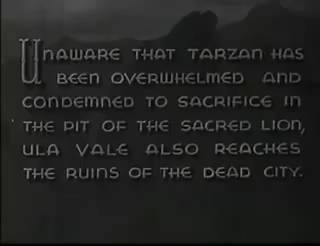 UNAWARE THAT TARZAN HAS
BEEN OVERWHELMED AND
CONDEMNED TO SACRIFICE IN
THE PIT OF THE SACRED LION,
ULA VALE ALSO REACHES
THE RUINS OF THE DEAD CITY.